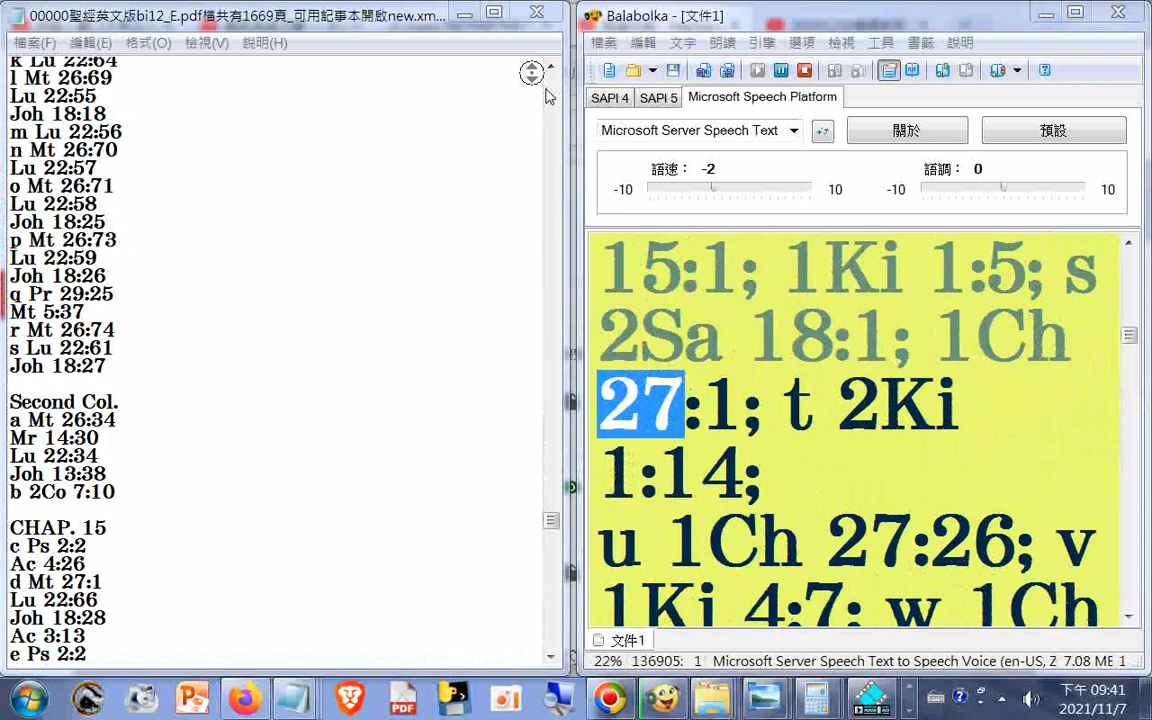 00000聖經英文版bi12_E.pdf檔共有1669頁_可用記事本開啟new.xm...
檔案(F) 編輯(E) 格式(O) 檢視(V) 說明(H)
k Lu 22:64
l Mt 26:69
Lu 22:55
Joh 18:18
m Lu 22:56
n Mt 26:70
Lu 22:57
o Mt 26:71
Lu 22:58
Joh 18:25
p Mt 26:73
Lu 22:59
Joh 18:26
q Pr 29:25
Mt 5:37
r Mt 26:74
s Lu 22:61
Joh 18:27
Second Col.
a Mt 26:34
Mr 14:30
Lu 22:34
Joh 13:38
b 2Co 7:10
CHAP. 15
c Ps 2:2
Ac 4:26
d Mt 27:1
Lu 22:66
Joh 18:28
Ac 3:13
e Ps 2:2
Balabolka - [文件1]
檔案 編輯 文字 朗讀 引擎 選項 檢視 工具 書籤 說明
SAPI 4 SAPI 5 Microsoft Speech Platform
Microsoft Server Speech Text 關於 預設
語速： -2 語調： 0
-10 10 -10 10
15:1; 1Ki 1:5; s
2Sa 18:1; 1Ch
27:1; t 2Ki
1:14;
u 1Ch 27:26; v
1Ki 4:7; w 1Ch
文件1
22% 136905: 1 Microsoft Server Speech Text to Speech Voice (en-US, Z 7.08 ME 1
PDF
下午 09:41
2021/11/7